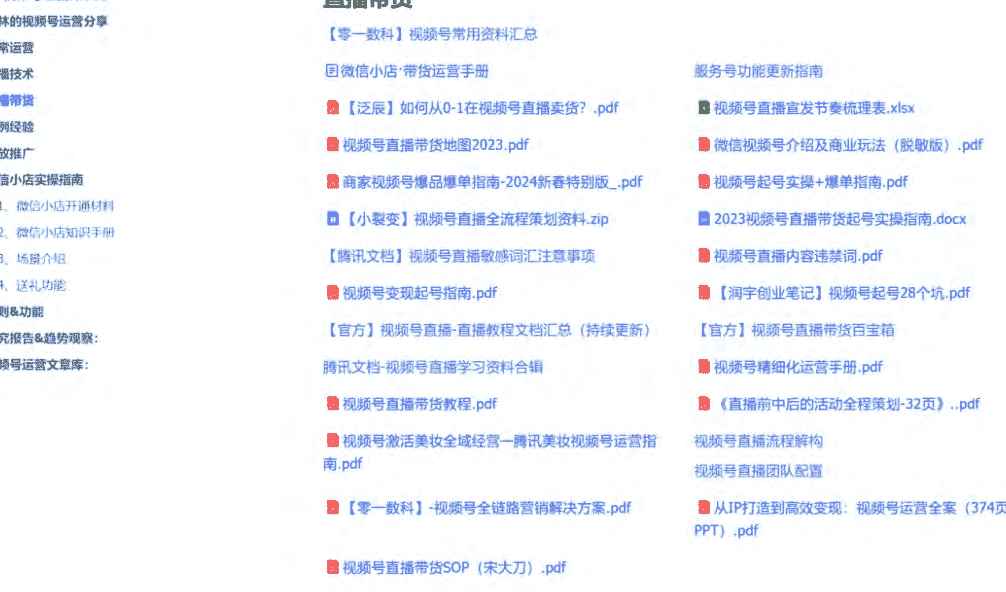 林的视频号运营分享
常运营
播技术
播带货
例经验
放推广
信小店实操指南
1、微信小店开通材料
2、微信小店知识手册
3、场景介绍
4、送礼功能
则&功能
究报告&趋势观察：
频号运营文章库：
直播带货
【零一数科】视频号常用资料汇总
微信小店·带货运营手册
服务号功能更新指南
【泛辰】如何从0-1在视频号直播卖货？.pdf
视频号直播宣发节奏梳理表.xlsx
视频号直播带货地图2023.pdf
微信视频号介绍及商业玩法（脱敏版）.pdf
商家视频号爆品爆单指南-2024新春特别版_.pdf
视频号起号实操+爆单指南.pdf
【小裂变】视频号直播全流程策划资料.zip
2023视频号直播带货起号实操指南.docx
【腾讯文档】视频号直播敏感词汇注意事项
视频号直播内容违禁词.pdf
视频号变现起号指南.pdf
【润宇创业笔记】视频号起号28个坑.pdf
【官方】视频号直播-直播教程文档汇总（持续更新）
【官方】视频号直播带货百宝箱
腾讯文档-视频号直播学习资料合辑
视频号精细化运营手册.pdf
视频号直播带货教程.pdf
《直播前中后的活动全程策划-32页》..pdf
视频号激活美妆全域经营—腾讯美妆视频号运营指
南.pdf
视频号直播流程解构
视频号直播团队配置
【零一数科】-视频号全链路营销解决方案.pdf
从IP打造到高效变现：视频号运营全案（374页
PPT）.pdf
视频号直播带货SOP（宋大刀）.pdf